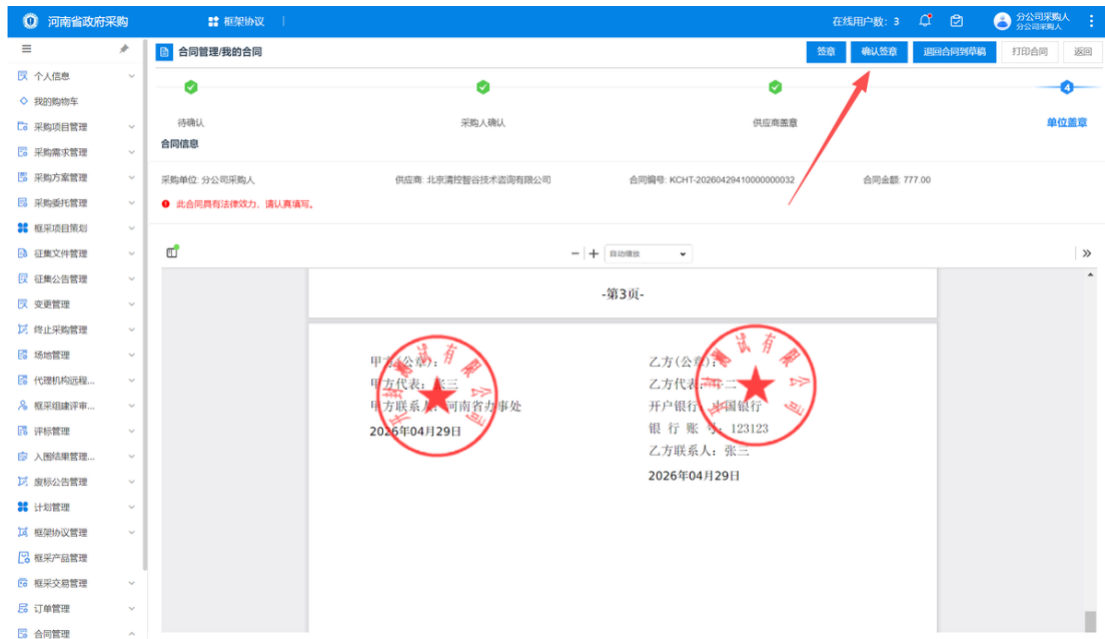 河南省政府采购
框架协议
在线用户数：3
分公司采购人
分公司采购人
合同管理/我的合同
签章
确认签章
退回合同到草稿
打印合同
返回
个人信息
我的购物车
采购项目管理
采购需求管理
采购方案管理
采购委托管理
框采项目策划
征集文件管理
征集公告管理
变更管理
终止采购管理
场地管理
代理机构远程...
框采组建评审...
评标管理
入围结果管理...
废标公告管理
计划管理
框架协议管理
框采产品管理
框采交易管理
订单管理
合同管理
4
待确认
采购人确认
供应商盖章
单位盖章
合同信息
采购单位: 分公司采购人
供应商: 北京清控智谷技术咨询有限公司
合同编号: KCHT-20260429410000000032
合同金额: 777.00
此合同具有法律效力，请认真填写。
自动缩放
-第3页-
甲方(公章)：
甲方代表：张三
甲方联系人：河南省办事处
2026年04月29日
乙方(公章)：
乙方代表：李二
开户银行：中国银行
银 行 账 号：123123
乙方联系人：张三
2026年04月29日